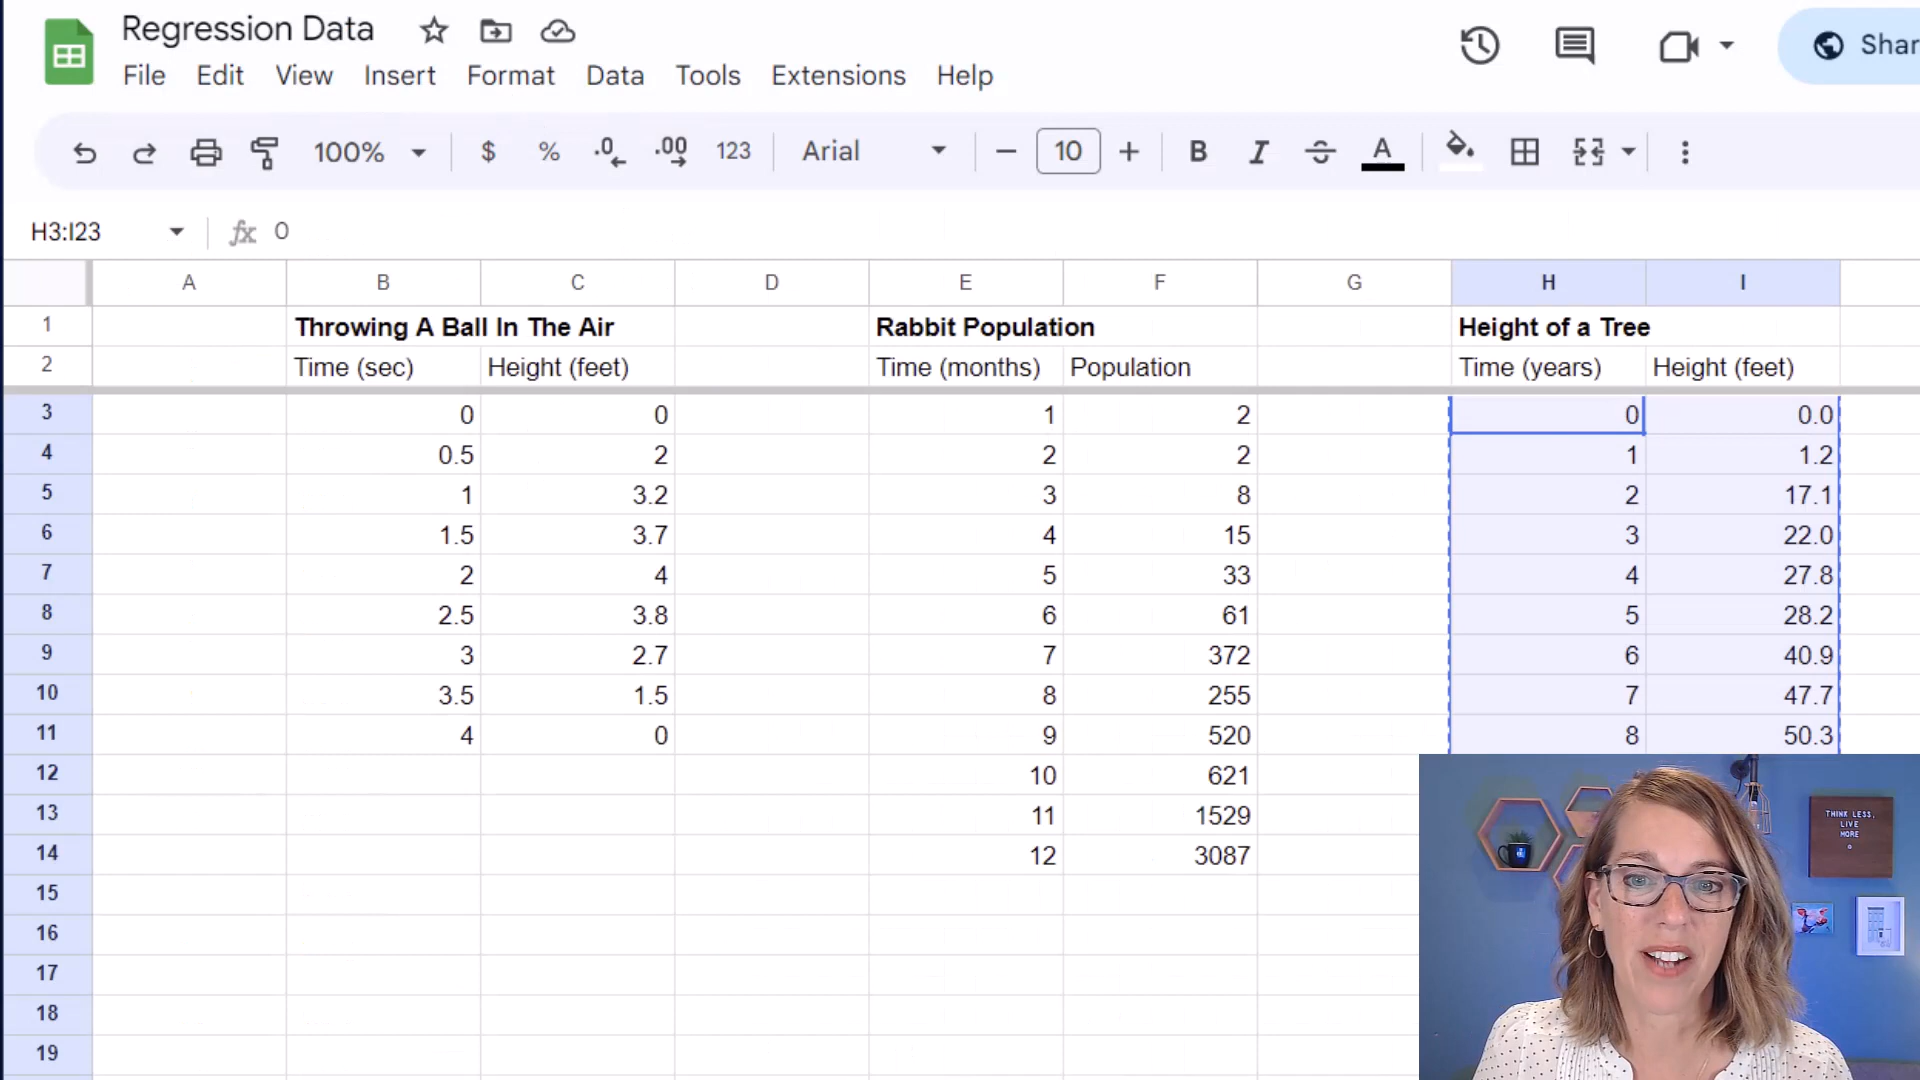 Regression Data
File Edit View Insert Format Data Tools Extensions Help
Shar
100% $ % .0 .00 123 Arial 10 B I A
H3:I23 fx 0
A B C D E F G H I
1 Throwing A Ball In The Air Rabbit Population Height of a Tree
2 Time (sec) Height (feet) Time (months) Population Time (years) Height (feet)
3 0 0 1 2 0 0.0
4 0.5 2 2 2 1 1.2
5 1 3.2 3 8 2 17.1
6 1.5 3.7 4 15 3 22.0
7 2 4 5 33 4 27.8
8 2.5 3.8 6 61 5 28.2
9 3 2.7 7 372 6 40.9
10 3.5 1.5 8 255 7 47.7
11 4 0 9 520 8 50.3
12 10 621
13 11 1529
14 12 3087
15
16
17
18
19
THINK LESS,
LIVE
MORE